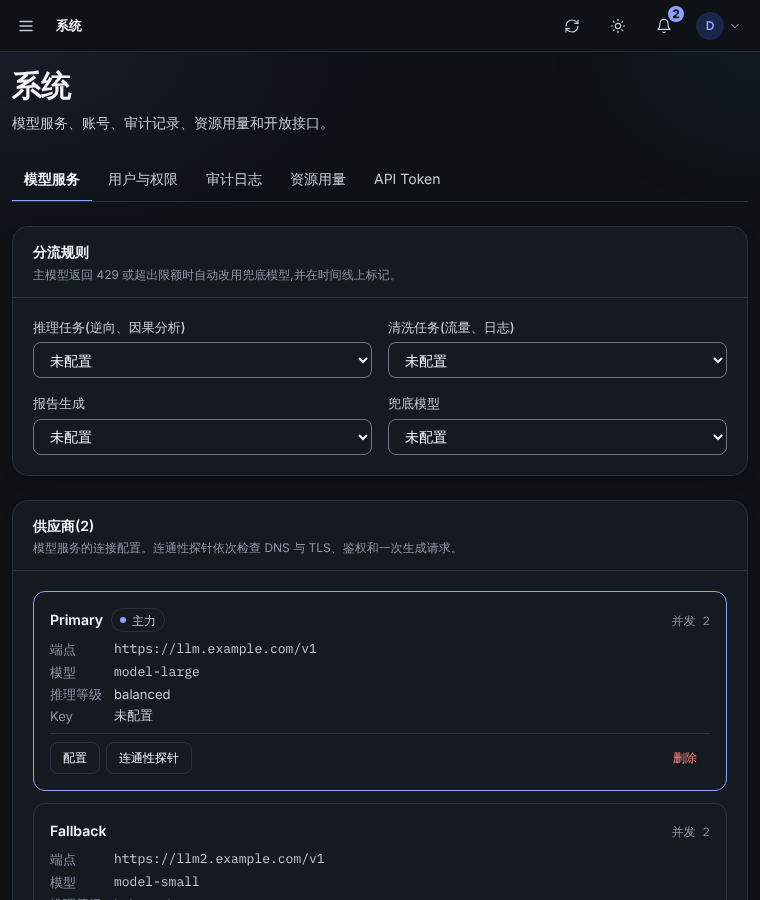 系统
2
D
系统
模型服务、账号、审计记录、资源用量和开放接口。
模型服务 用户与权限 审计日志 资源用量 API Token
分流规则
主模型返回 429 或超出限额时自动改用兜底模型,并在时间线上标记。
推理任务(逆向、因果分析) 清洗任务(流量、日志)
未配置 未配置
报告生成 兜底模型
未配置 未配置
供应商(2)
模型服务的连接配置。连通性探针依次检查 DNS 与 TLS、鉴权和一次生成请求。
Primary 主力 并发 2
端点 https://llm.example.com/v1
模型 model-large
推理等级 balanced
Key 未配置
配置 连通性探针 删除
Fallback 并发 2
端点 https://llm2.example.com/v1
模型 model-small